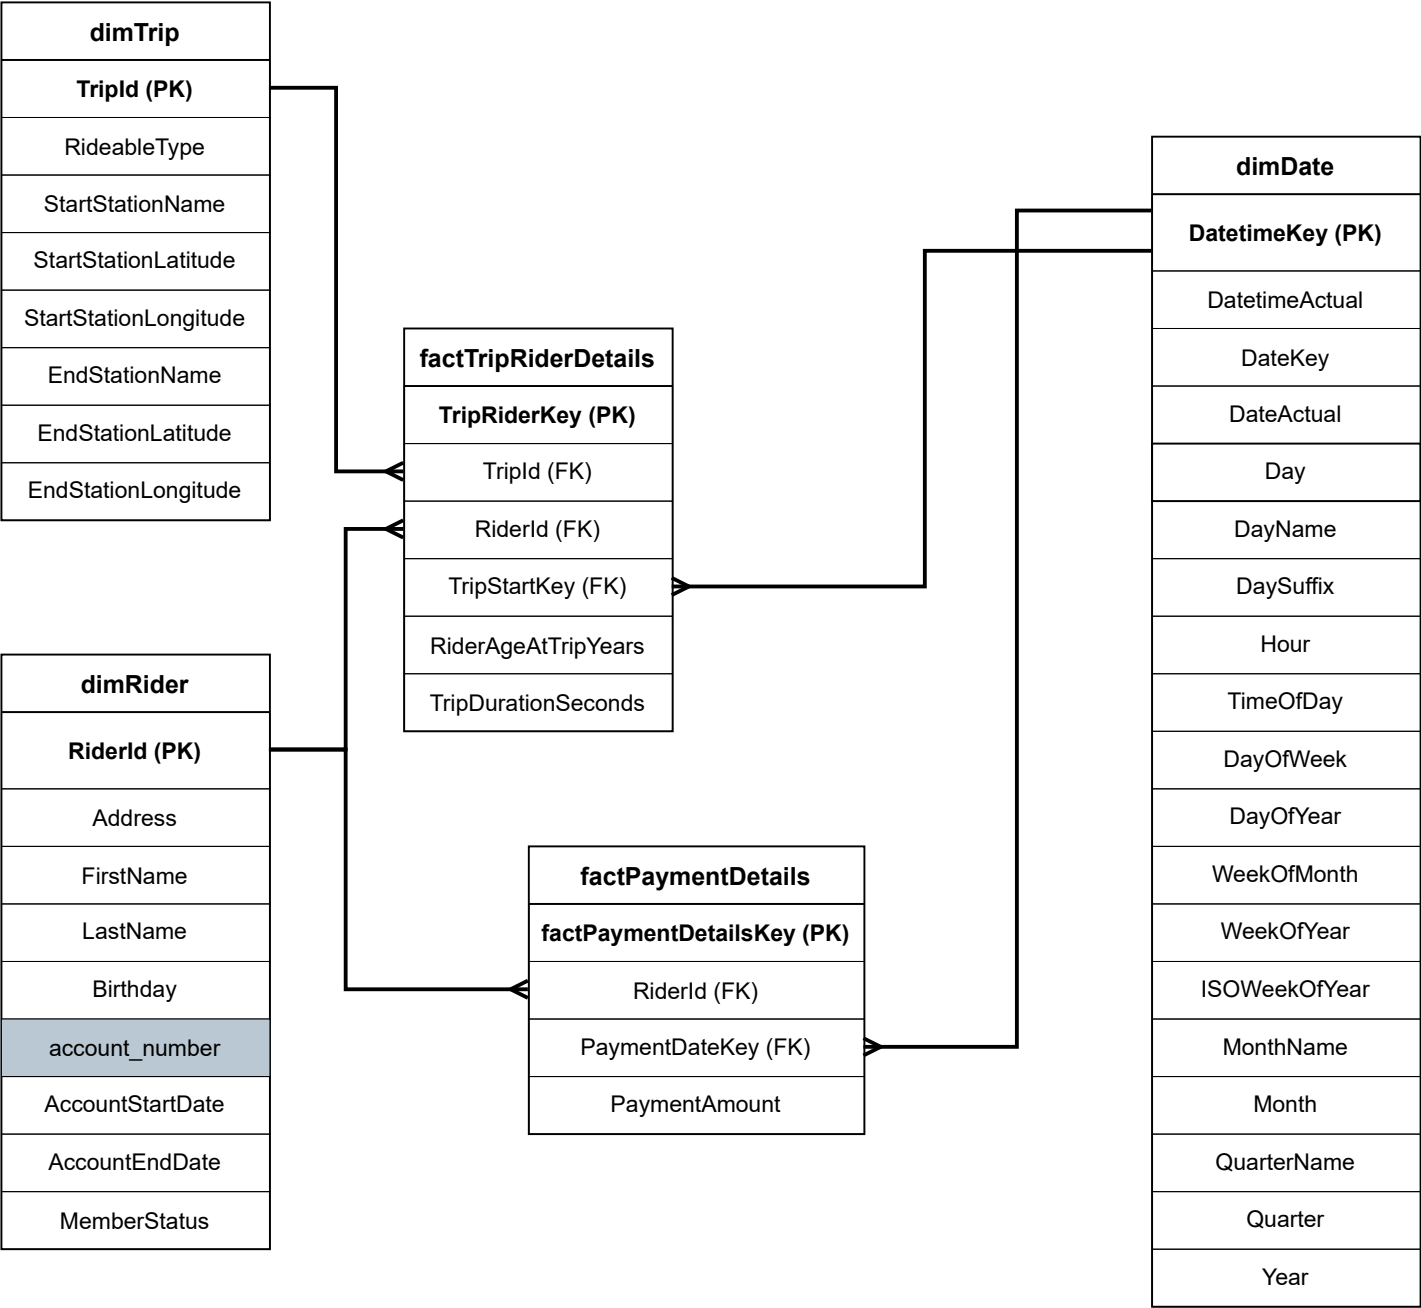 dimTrip
TripId (PK)
RideableType
StartStationName
StartStationLatitude
StartStationLongitude
EndStationName
EndStationLatitude
EndStationLongitude
dimRider
RiderId (PK)
Address
FirstName
LastName
Birthday
account_number
AccountStartDate
AccountEndDate
MemberStatus
factTripRiderDetails
TripRiderKey (PK)
TripId (FK)
RiderId (FK)
TripStartKey (FK)
RiderAgeAtTripYears
TripDurationSeconds
factPaymentDetails
factPaymentDetailsKey (PK)
RiderId (FK)
PaymentDateKey (FK)
PaymentAmount
dimDate
DatetimeKey (PK)
DatetimeActual
DateKey
DateActual
Day
DayName
DaySuffix
Hour
TimeOfDay
DayOfWeek
DayOfYear
WeekOfMonth
WeekOfYear
ISOWeekOfYear
MonthName
Month
QuarterName
Quarter
Year